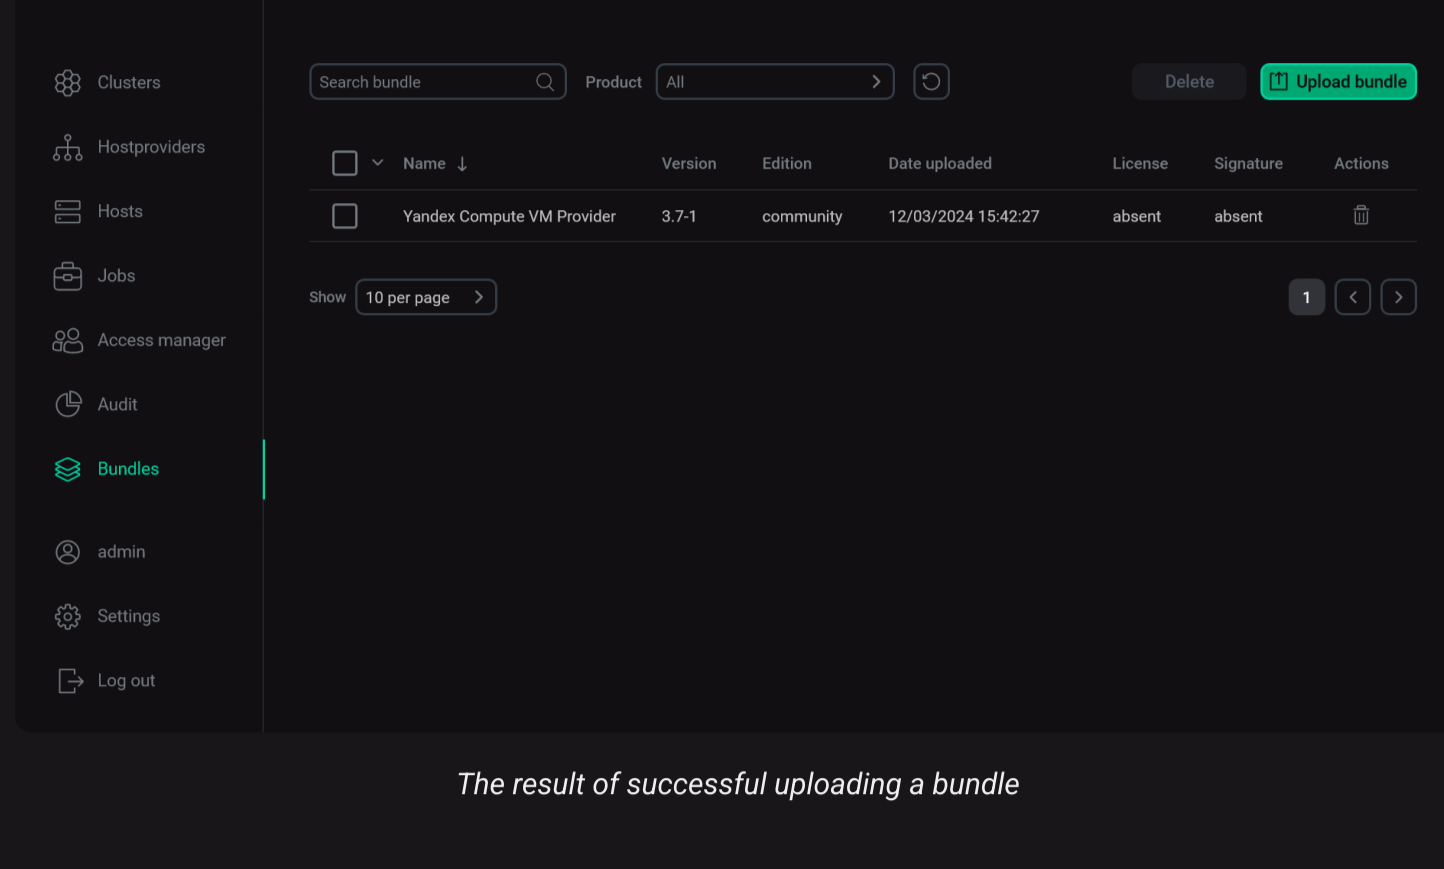 Clusters
Hostproviders
Hosts
Jobs
Access manager
Audit
Bundles
admin
Settings
Log out
Search bundle Product All Delete Upload bundle
Name Version Edition Date uploaded License Signature Actions
Yandex Compute VM Provider 3.7-1 community 12/03/2024 15:42:27 absent absent
Show 10 per page 1
The result of successful uploading a bundle